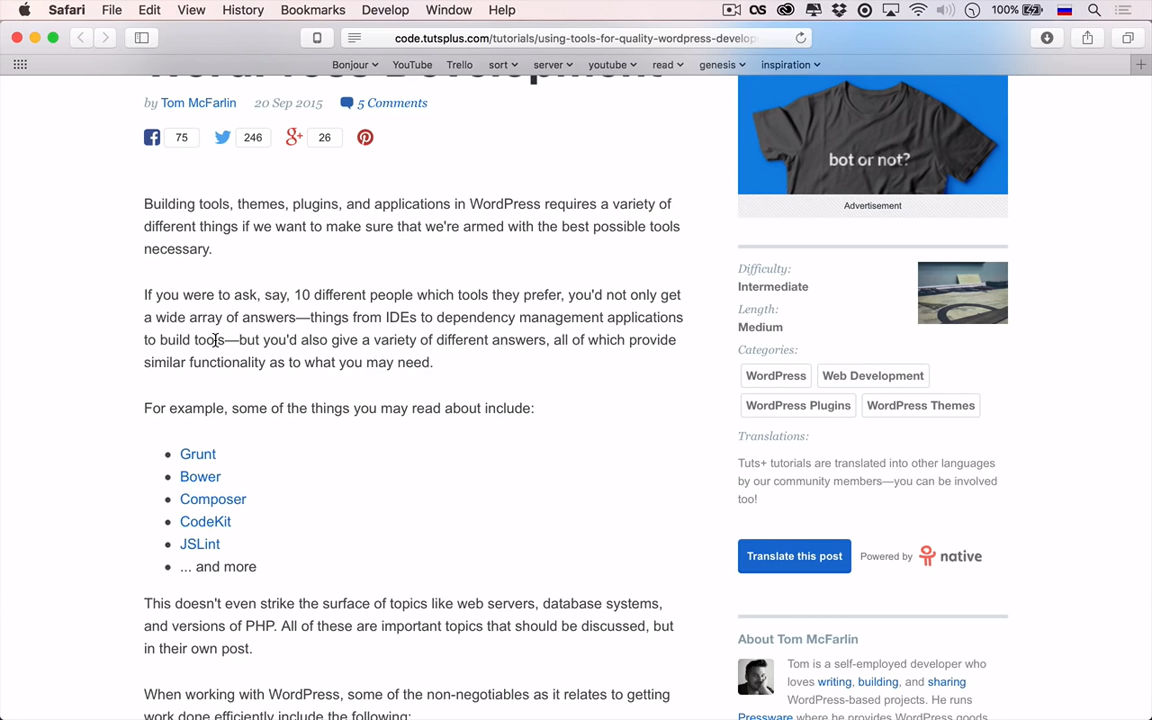 Safari File Edit View History Bookmarks Develop Window Help 100%
code.tutsplus.com/tutorials/using-tools-for-quality-wordpress-develop
Bonjour YouTube Trello sort server youtube read genesis inspiration
WordPress Development
by Tom McFarlin 20 Sep 2015 5 Comments
75 246 26
Building tools, themes, plugins, and applications in WordPress requires a variety of
different things if we want to make sure that we're armed with the best possible tools
necessary.
If you were to ask, say, 10 different people which tools they prefer, you'd not only get
a wide array of answers—things from IDEs to dependency management applications
to build tools—but you'd also give a variety of different answers, all of which provide
similar functionality as to what you may need.
For example, some of the things you may read about include:
Grunt
Bower
Composer
CodeKit
JSLint
... and more
This doesn't even strike the surface of topics like web servers, database systems,
and versions of PHP. All of these are important topics that should be discussed, but
in their own post.
When working with WordPress, some of the non-negotiables as it relates to getting
work done efficiently include the following:
bot or not?
Advertisement
Difficulty:
Intermediate
Length:
Medium
Categories:
WordPress Web Development
WordPress Plugins WordPress Themes
Translations:
Tuts+ tutorials are translated into other languages
by our community members—you can be involved
too!
Translate this post Powered by native
About Tom McFarlin
Tom is a self-employed developer who
loves writing, building, and sharing
WordPress-based projects. He runs
Pressware where he provides WordPress goods